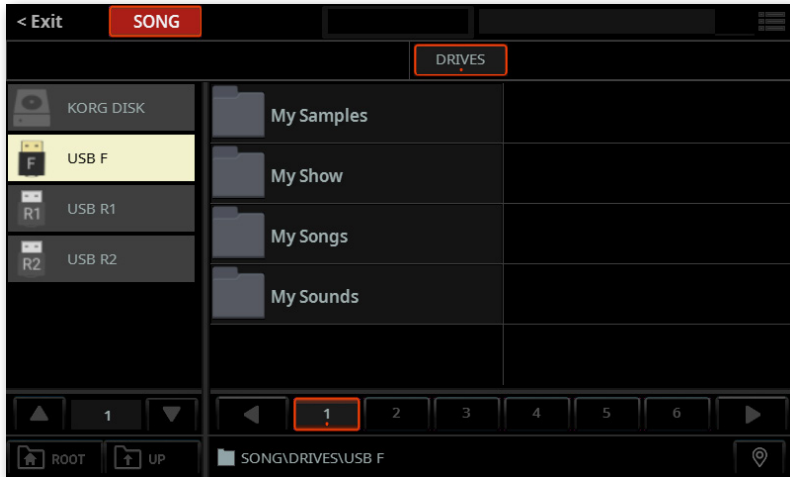 < Exit SONG
DRIVES
KORG DISK
F USB F
R1 USB R1
R2 USB R2
My Samples
My Show
My Songs
My Sounds
1
1 2 3 4 5 6
ROOT UP
SONG\DRIVES\USB F